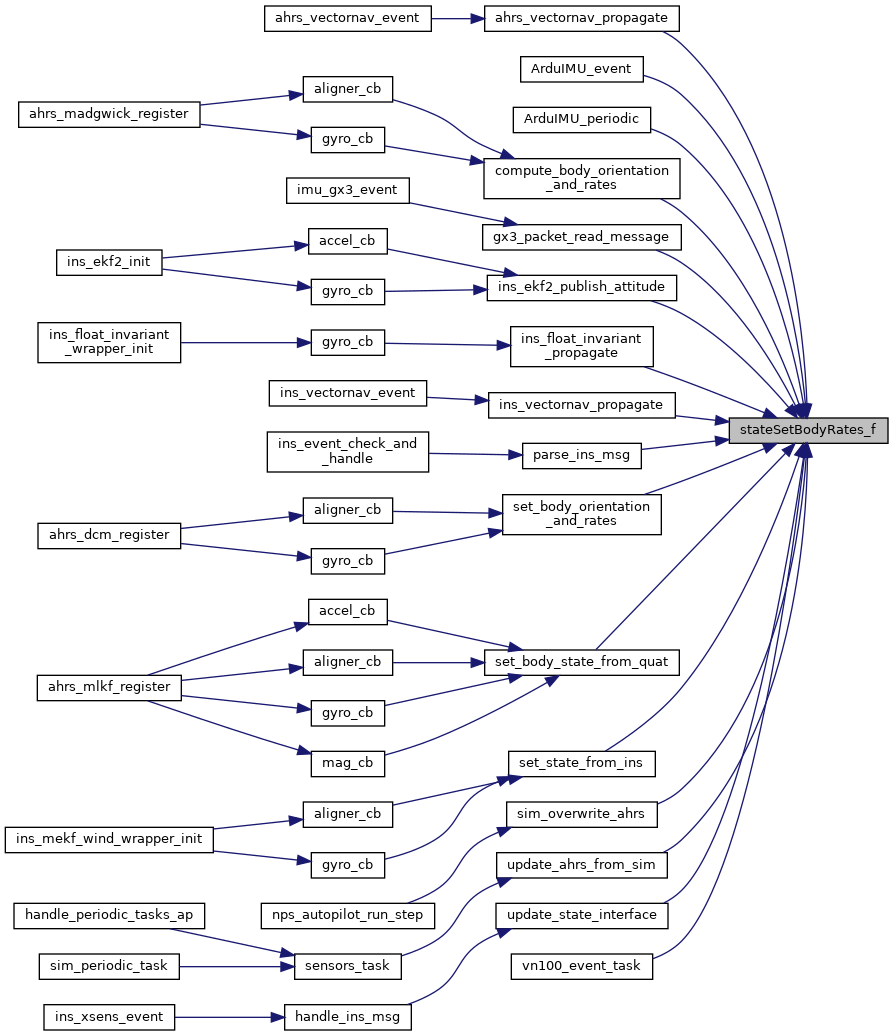 ahrs_vectornav_event
ahrs_vectornav_propagate
ArduIMU_event
aligner_cb
ahrs_madgwick_register
ArduIMU_periodic
gyro_cb
compute_body_orientation
_and_rates
imu_gx3_event
gx3_packet_read_message
accel_cb
ins_ekf2_init
ins_ekf2_publish_attitude
gyro_cb
ins_float_invariant
_wrapper_init
gyro_cb
ins_float_invariant
_propagate
ins_vectornav_event
ins_vectornav_propagate
stateSetBodyRates_f
ins_event_check_and
_handle
parse_ins_msg
aligner_cb
set_body_orientation
_and_rates
ahrs_dcm_register
gyro_cb
accel_cb
aligner_cb
set_body_state_from_quat
ahrs_mlkf_register
gyro_cb
mag_cb
set_state_from_ins
aligner_cb
sim_overwrite_ahrs
ins_mekf_wind_wrapper_init
gyro_cb
update_ahrs_from_sim
handle_periodic_tasks_ap
nps_autopilot_run_step
update_state_interface
sim_periodic_task
sensors_task
vn100_event_task
ins_xsens_event
handle_ins_msg